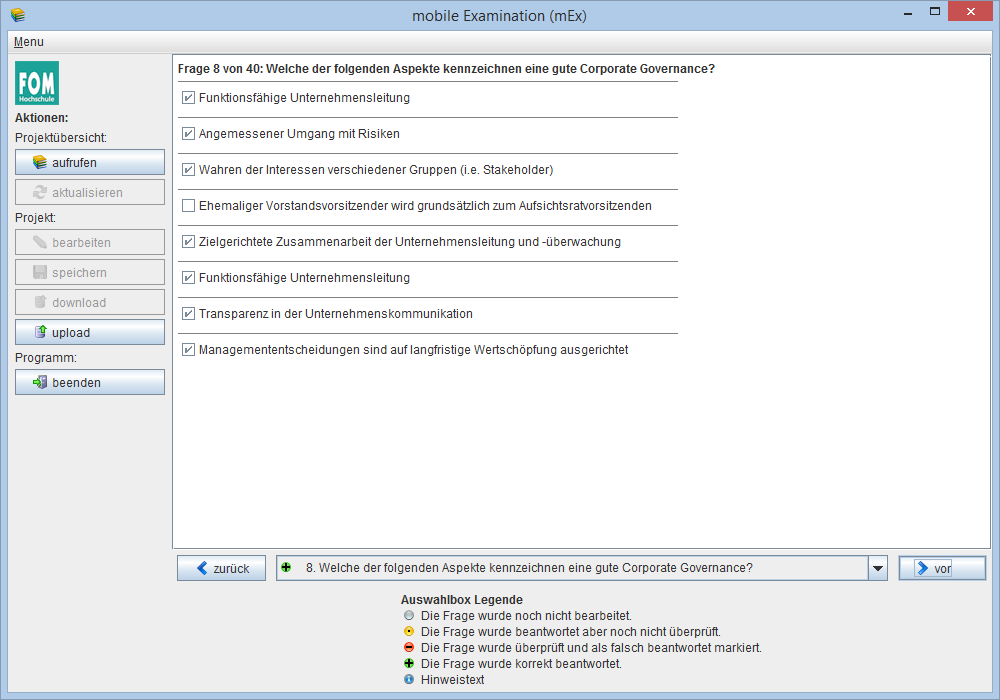 mobile Examination (mEx)
Menu
FOM
Hochschule
Aktionen:
Projektübersicht:
aufrufen
aktualisieren
Projekt:
bearbeiten
speichern
download
upload
Programm:
beenden
Frage 8 von 40: Welche der folgenden Aspekte kennzeichnen eine gute Corporate Governance?
Funktionsfähige Unternehmensleitung
Angemessener Umgang mit Risiken
Wahren der Interessen verschiedener Gruppen (i.e. Stakeholder)
Ehemaliger Vorstandsvorsitzender wird grundsätzlich zum Aufsichtsratvorsitzenden
Zielgerichtete Zusammenarbeit der Unternehmensleitung und -überwachung
Funktionsfähige Unternehmensleitung
Transparenz in der Unternehmenskommunikation
Managemententscheidungen sind auf langfristige Wertschöpfung ausgerichtet
zurück
8. Welche der folgenden Aspekte kennzeichnen eine gute Corporate Governance?
vor
Auswahlbox Legende
Die Frage wurde noch nicht bearbeitet.
Die Frage wurde beantwortet aber noch nicht überprüft.
Die Frage wurde überprüft und als falsch beantwortet markiert.
Die Frage wurde korrekt beantwortet.
Hinweistext